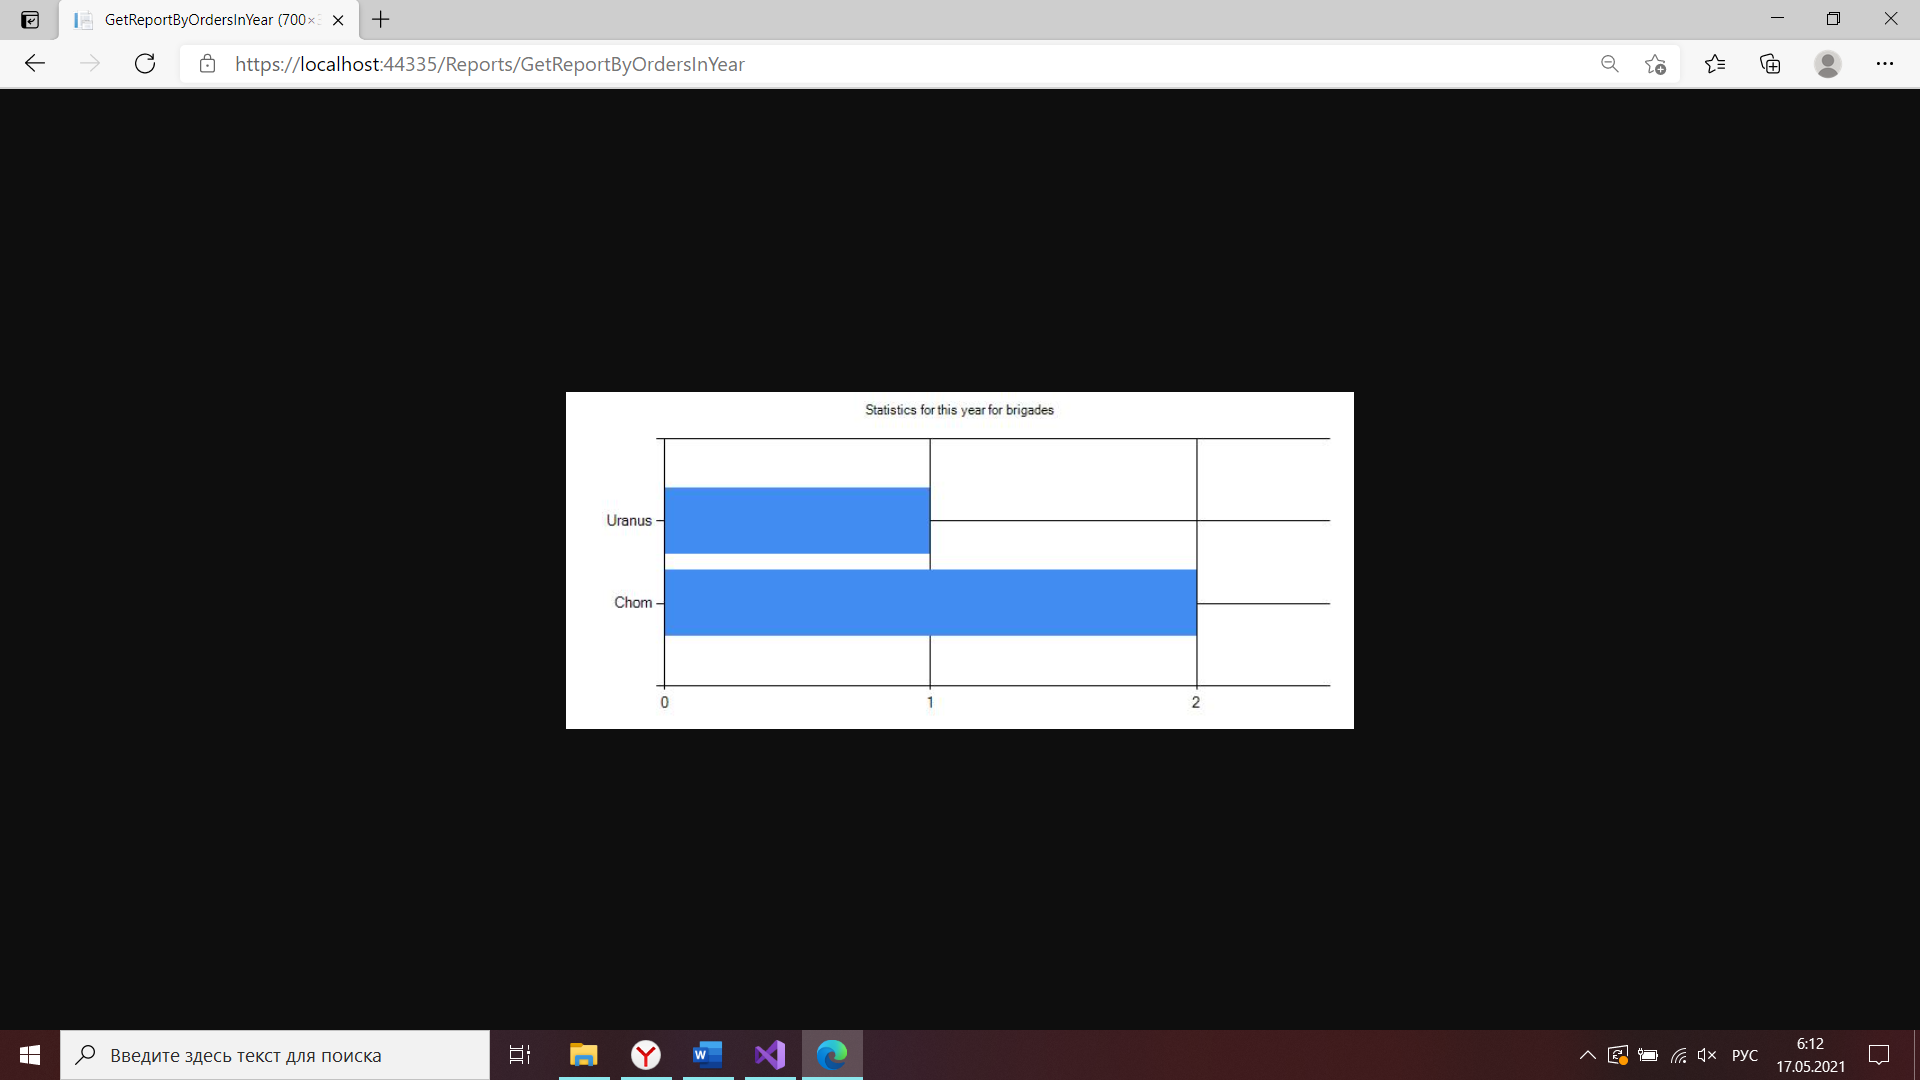 GetReportByOrdersInYear (700×
https://localhost:44335/Reports/GetReportByOrdersInYear
Statistics for this year for brigades
Uranus
Chom
0
1
2
Введите здесь текст для поиска
РУС
6:12
17.05.2021